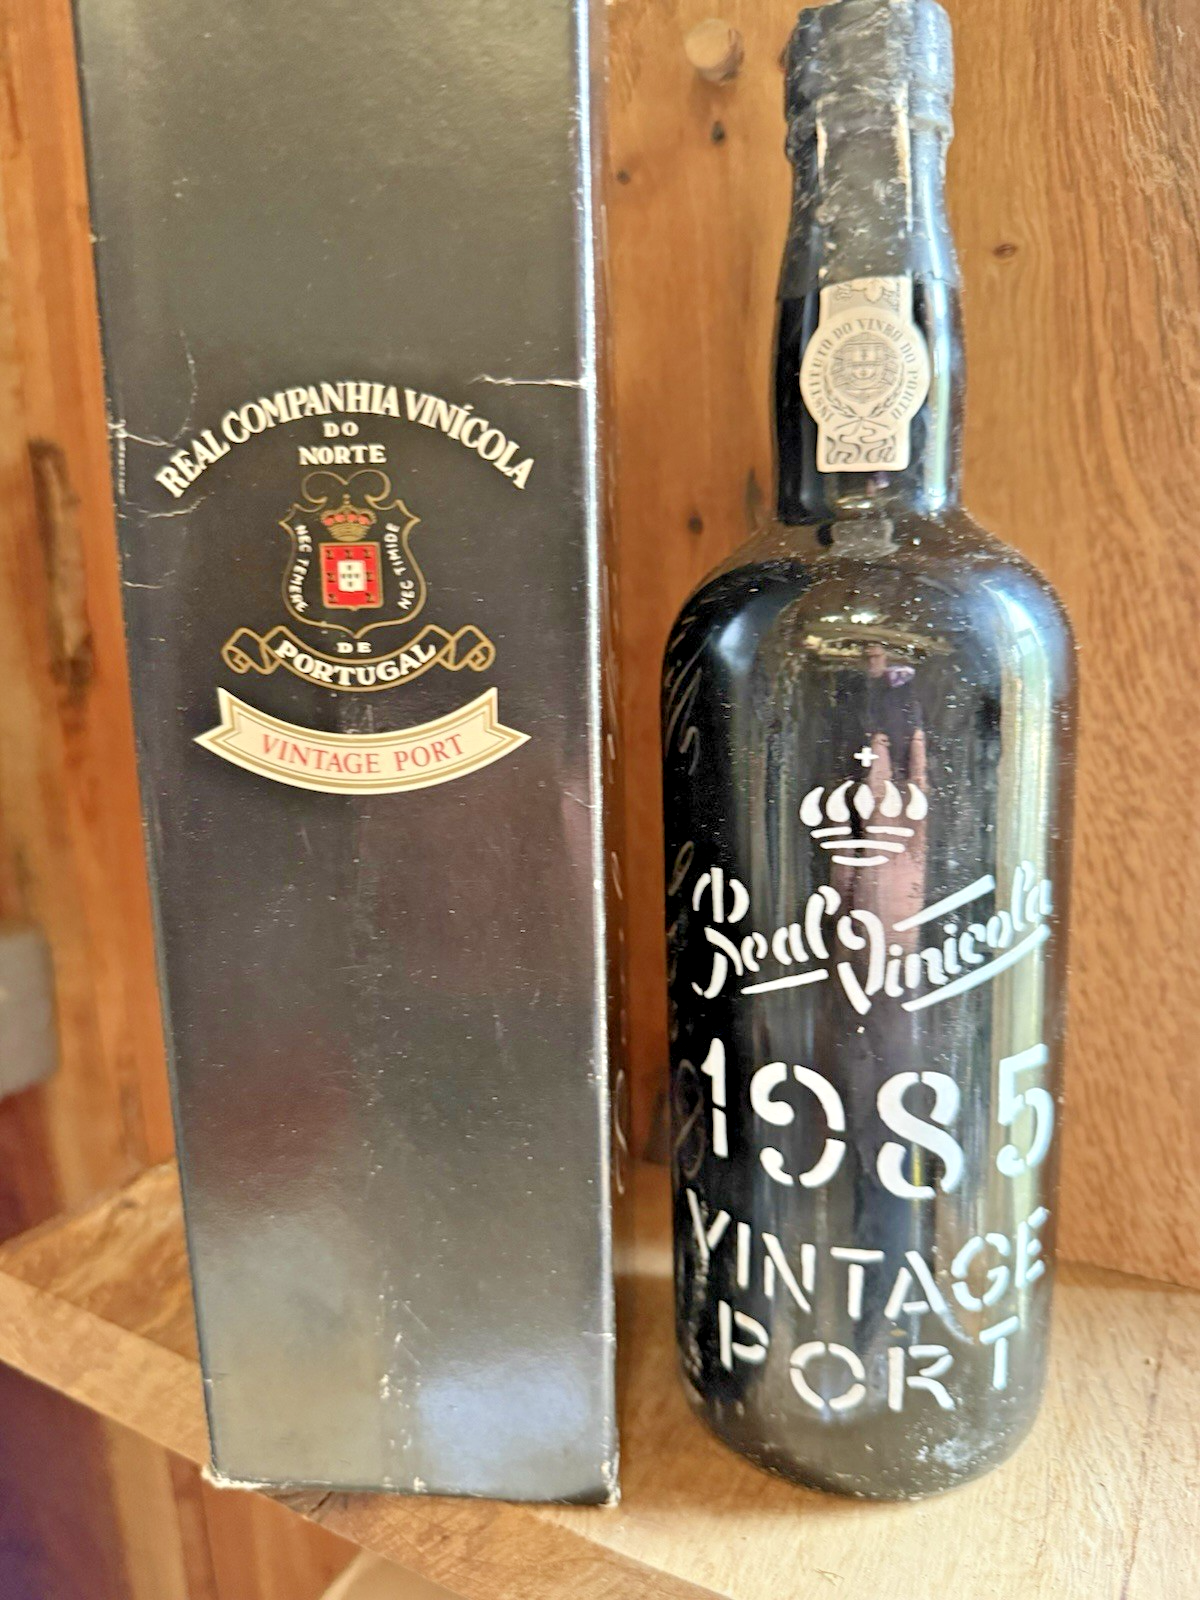 REAL COMPANHIA VINÍCOLA
DO
NORTE
NEC TEMERE
NEC TIMIDE
DE
PORTUGAL
VINTAGE PORT
INSTITUTO DO VINHO DO PORTO
Real Vinicola
1985
VINTAGE
PORT